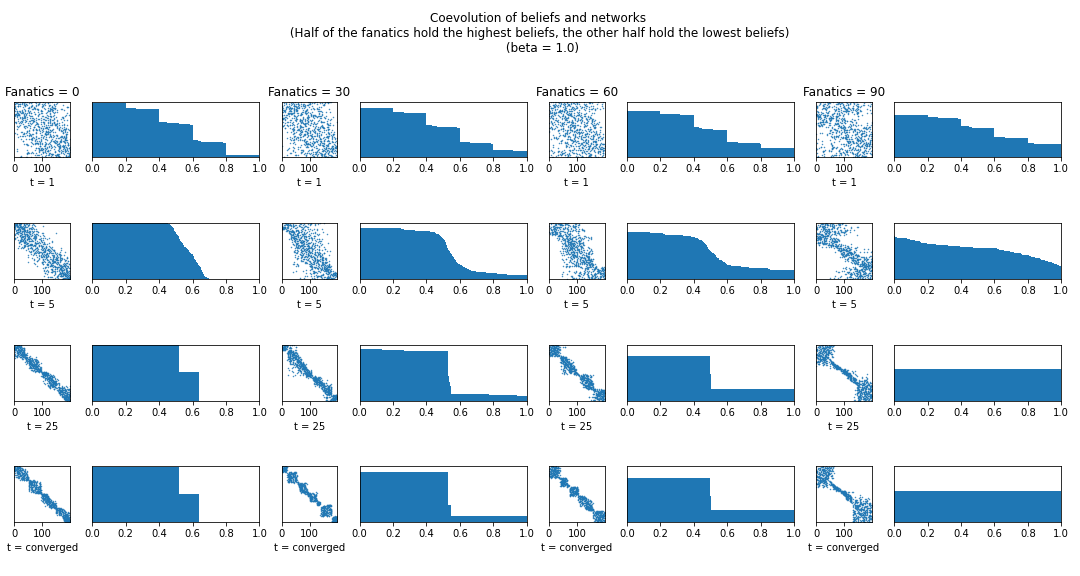 Coevolution of beliefs and networks
(Half of the fanatics hold the highest beliefs, the other half hold the lowest beliefs)
(beta = 1.0)
Fanatics = 0 Fanatics = 30 Fanatics = 60 Fanatics = 90
0 100 0.0 0.2 0.4 0.6 0.8 1.0 0 100 0.0 0.2 0.4 0.6 0.8 1.0 0 100 0.0 0.2 0.4 0.6 0.8 1.0 0 100 0.0 0.2 0.4 0.6 0.8 1.0
t = 1 t = 1 t = 1 t = 1
0 100 0.0 0.2 0.4 0.6 0.8 1.0 0 100 0.0 0.2 0.4 0.6 0.8 1.0 0 100 0.0 0.2 0.4 0.6 0.8 1.0 0 100 0.0 0.2 0.4 0.6 0.8 1.0
t = 5 t = 5 t = 5 t = 5
0 100 0.0 0.2 0.4 0.6 0.8 1.0 0 100 0.0 0.2 0.4 0.6 0.8 1.0 0 100 0.0 0.2 0.4 0.6 0.8 1.0 0 100 0.0 0.2 0.4 0.6 0.8 1.0
t = 25 t = 25 t = 25 t = 25
0 100 0.0 0.2 0.4 0.6 0.8 1.0 0 100 0.0 0.2 0.4 0.6 0.8 1.0 0 100 0.0 0.2 0.4 0.6 0.8 1.0 0 100 0.0 0.2 0.4 0.6 0.8 1.0
t = converged t = converged t = converged t = converged